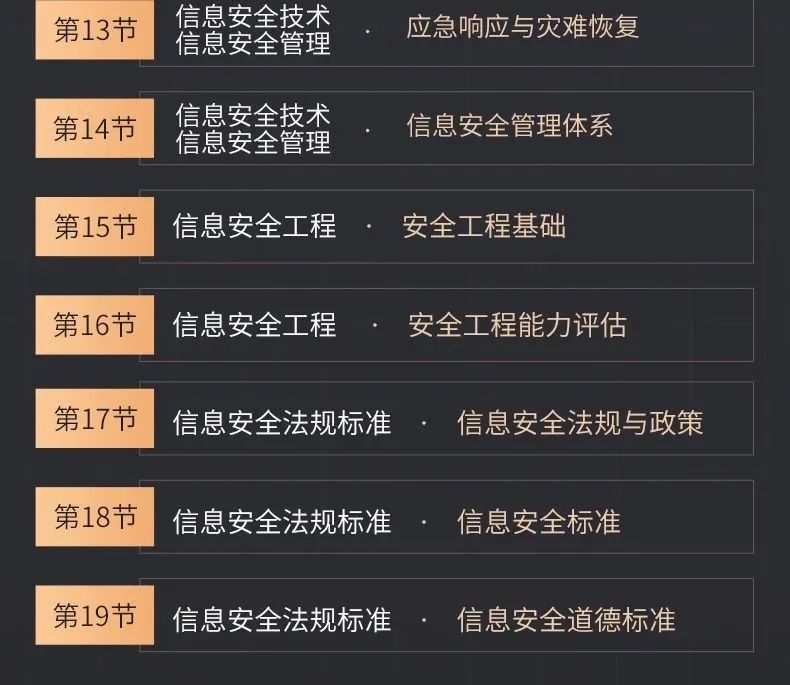 第13节
信息安全技术
信息安全管理
· 应急响应与灾难恢复
第14节
信息安全技术
信息安全管理
· 信息安全管理体系
第15节 信息安全工程 · 安全工程基础
第16节 信息安全工程 · 安全工程能力评估
第17节 信息安全法规标准 · 信息安全法规与政策
第18节 信息安全法规标准 · 信息安全标准
第19节 信息安全法规标准 · 信息安全道德标准